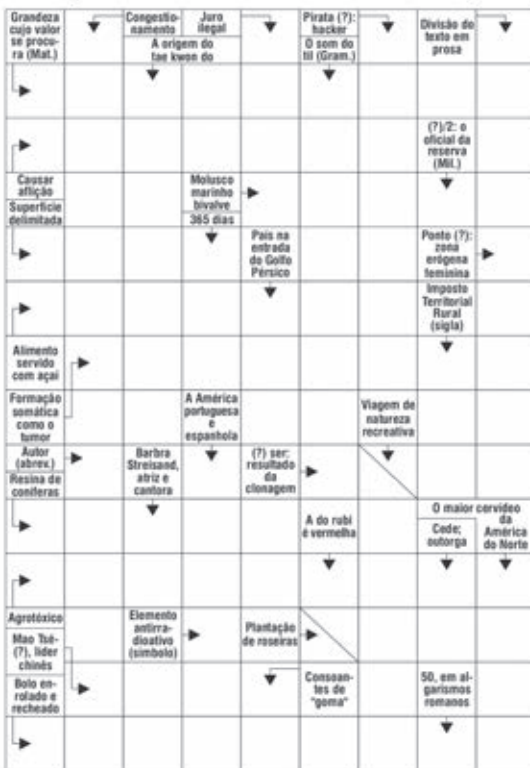 Grandeza
cujo valor
se procu-
ra (Mat.)
Congestio-
namento
Juro
ilegal
A origem do
tae kwon do
Pirata (?):
hacker
O som do
til (Gram.)
Divisão do
texto em
prosa
(?)/2: o
oficial da
reserva
(Mil.)
Causar
aflição
Superfície
delimitada
Molusco
marinho
bivalve
365 dias
País na
entrada
do Golfo
Pérsico
Ponto (?):
zona
erógena
feminina
Imposto
Territorial
Rural
(sigla)
Alimento
servido
com açaí
Formação
somática
como o
tumor
A América
portuguesa
e
espanhola
Viagem de
natureza
recreativa
Autor
(abrev.)
Resina de
coníferas
Barbra
Streisand,
atriz e
cantora
(?) ser:
resultado
da
clonagem
A do rubi
é vermelha
O maior cervídeo
da
América
do Norte
Cede;
outorga
Agrotóxico
Mao Tsé-
(?), líder
chinês
Elemento
antirra-
dioativo
(símbolo)
Plantação
de roseiras
Bolo en-
rolado e
recheado
Consoan-
tes de
"goma"
50, em al-
garismos
romanos